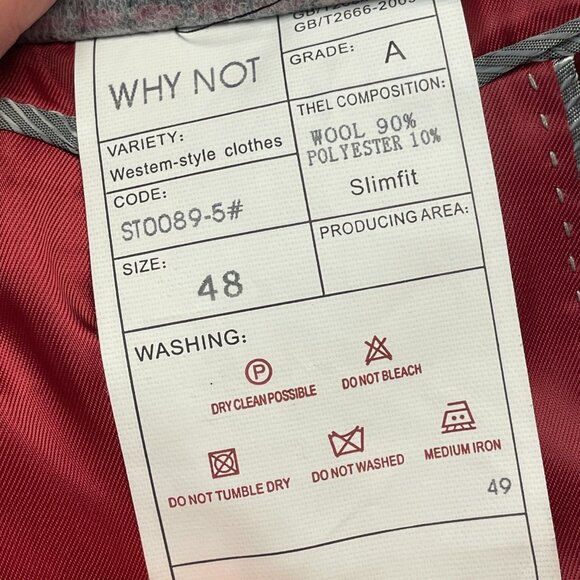 GB/T2666-2009
WHY NOT
GRADE: A
VARIETY:
Westem-style clothes
THEL COMPOSITION:
WOOL 90%
POLYESTER 10%
Slimfit
CODE:
ST0089-5#
SIZE:
48
PRODUCING AREA:
WASHING:
P
DRY CLEAN POSSIBLE
DO NOT BLEACH
DO NOT TUMBLE DRY
DO NOT WASHED
MEDIUM IRON
49